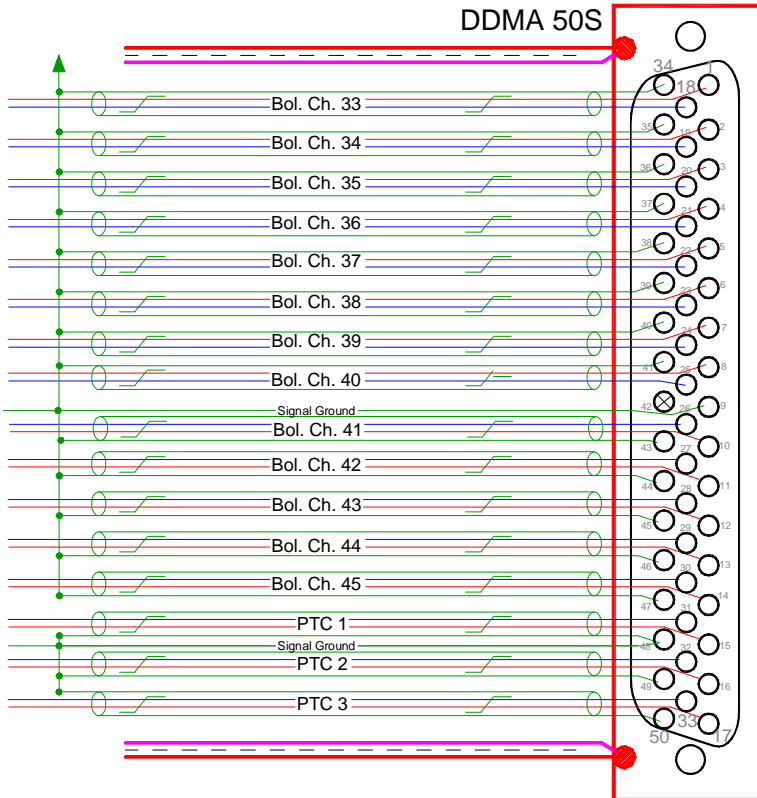 DDMA 50S
34 1
18
Bol. Ch. 33
35 19 2
Bol. Ch. 34
36 20 3
Bol. Ch. 35
37 21 4
Bol. Ch. 36
38 22 5
Bol. Ch. 37
39 23 6
Bol. Ch. 38
40 24 7
Bol. Ch. 39
41 25 8
Bol. Ch. 40
42 26 9
Signal Ground
Bol. Ch. 41
43 27 10
Bol. Ch. 42
44 28 11
Bol. Ch. 43
45 29 12
Bol. Ch. 44
46 30 13
Bol. Ch. 45
47 31 14
PTC 1
48 32 15
Signal Ground
PTC 2
49 16
PTC 3
50 33 17